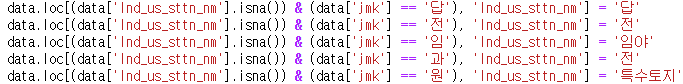 data.loc[(data['lnd_us_sttn_nm'].isna()) & (data['jmk'] == '답'), 'lnd_us_sttn_nm'] = '답'
data.loc[(data['lnd_us_sttn_nm'].isna()) & (data['jmk'] == '전'), 'lnd_us_sttn_nm'] = '전'
data.loc[(data['lnd_us_sttn_nm'].isna()) & (data['jmk'] == '임'), 'lnd_us_sttn_nm'] = '임야'
data.loc[(data['lnd_us_sttn_nm'].isna()) & (data['jmk'] == '과'), 'lnd_us_sttn_nm'] = '전'
data.loc[(data['lnd_us_sttn_nm'].isna()) & (data['jmk'] == '원'), 'lnd_us_sttn_nm'] = '특수토지'